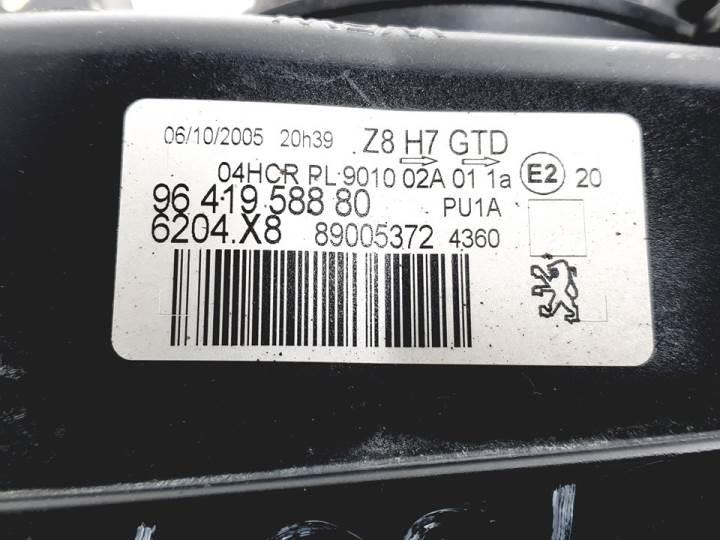 06/10/2005 20h39 Z8 H7 GTD
04HCR PL 9010 02A 01 1a E2 20
96 419 588 80 PU1A
6204.X8 89005372 4360